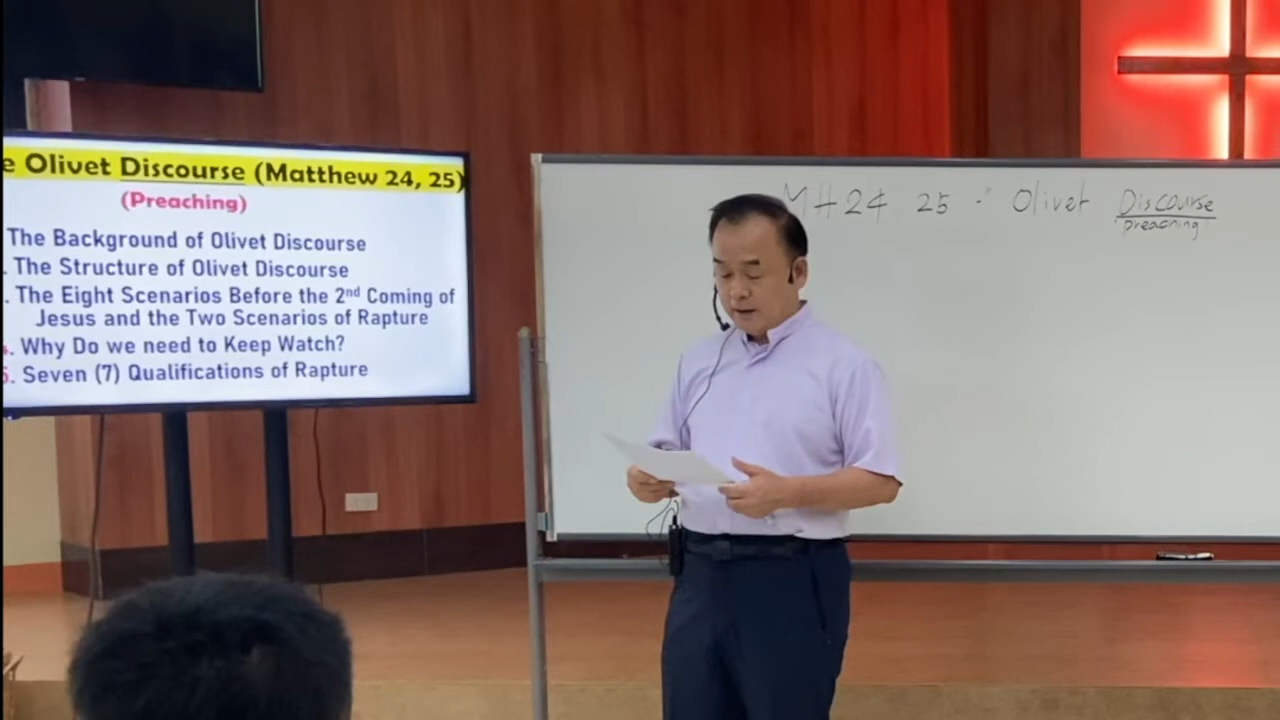 e Olivet Discourse (Matthew 24, 25)
(Preaching)
The Background of Olivet Discourse
. The Structure of Olivet Discourse
. The Eight Scenarios Before the 2nd Coming of
Jesus and the Two Scenarios of Rapture
. Why Do we need to Keep Watch?
5. Seven (7) Qualifications of Rapture
MH 24 25 : Olivet Discourse
preaching